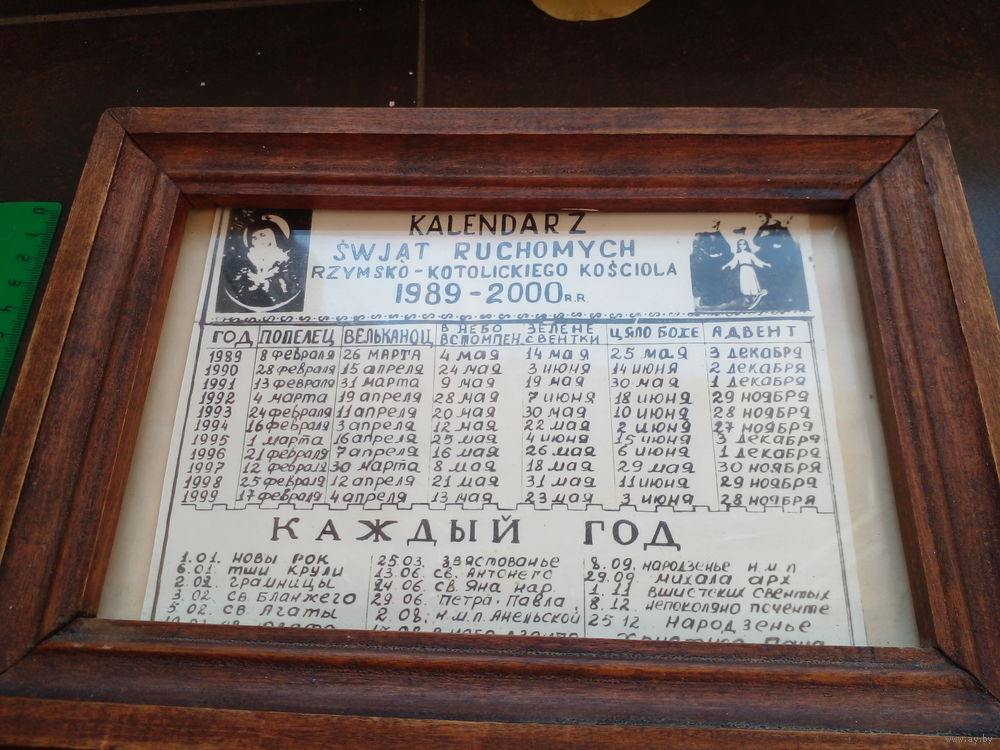 KALENDARZ
ŚWJĄT RUCHOMYCH
RZYMSKO-KOTOLICKIEGO KOŚCIOLA
1989-2000 R.R.
ГОД ПОПЕЛЕЦ ВЕЛЬКАНОЦ В НЕБО ВСТОМПЕН. ЗЕЛЕНЕ СВЕНТКИ ЦЯЛО БОЖЕ АДВЕНТ
1989 8 февраля 26 марта 4 мая 14 мая 25 мая 3 декабря
1990 28 февраля 15 апреля 24 мая 3 июня 14 июня 2 декабря
1991 13 февраля 31 марта 9 мая 19 мая 30 мая 1 декабря
1992 4 марта 19 апреля 28 мая 7 июня 18 июня 29 ноября
1993 24 февраля 11 апреля 20 мая 30 мая 10 июня 28 ноября
1994 16 февраля 3 апреля 12 мая 22 мая 2 июня 27 ноября
1995 1 марта 16 апреля 25 мая 4 июня 15 июня 3 декабря
1996 21 февраля 7 апреля 16 мая 26 мая 6 июня 1 декабря
1997 12 февраля 30 марта 8 мая 18 мая 29 мая 30 ноября
1998 25 февраля 12 апреля 21 мая 31 мая 11 июня 29 ноября
1999 17 февраля 4 апреля 13 мая 23 мая 3 июня 28 ноября
КАЖДЫЙ ГОД
1.01. НОВЫ РОК
6.01. ТШИ КРУЛИ
2.02. ГРАМНИЦЫ
3.02 СВ. БЛАНЖЕГО
5.02. СВ. АГАТЫ
25.03. ЗВЯСТОВАНЬЕ
13.06. СВ. АНТОНЕГО
24.06. СВ. ЯНА НАР.
29.06 ПЕТРА-ПАВЛА
2.08. Н.М.П. АНЕЛЬСКОЙ
8.09. НАРОДЗЕНЬЕ Н.М.П
29.09. МИХАЛА АРХ
1.11 ВШИСТСКИХ СВЕНТЫХ
8.12 НЕПОКОЛЯНО ПОЧЕНТЕ
25 12 НАРОДЗЕНЬЕ
0 1 2 3 4
www.ay.by